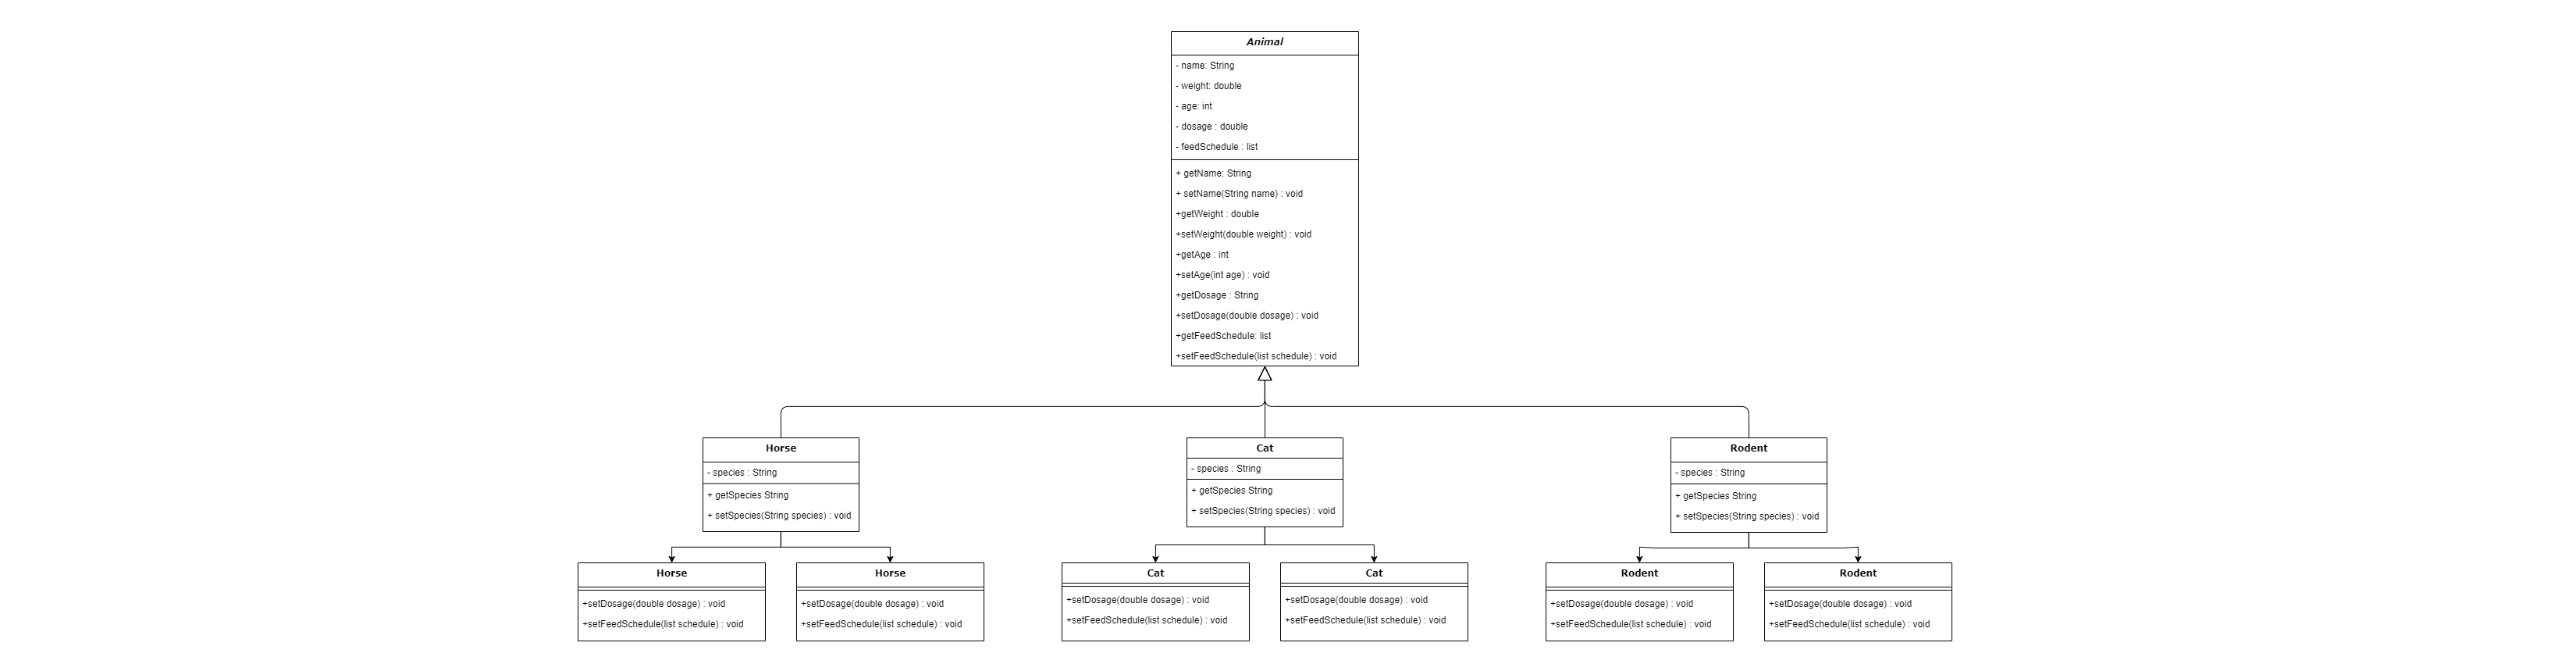 Animal
- name: String
- weight: double
- age: int
- dosage : double
- feedSchedule : list
+ getName: String
+ setName(String name) : void
+getWeight : double
+setWeight(double weight) : void
+getAge : int
+setAge(int age) : void
+getDosage : String
+setDosage(double dosage) : void
+getFeedSchedule: list
+setFeedSchedule(list schedule) : void
Horse
- species : String
+ getSpecies String
+ setSpecies(String species) : void
Cat
- species : String
+ getSpecies String
+ setSpecies(String species) : void
Rodent
- species : String
+ getSpecies String
+ setSpecies(String species) : void
Horse
+setDosage(double dosage) : void
+setFeedSchedule(list schedule) : void
Horse
+setDosage(double dosage) : void
+setFeedSchedule(list schedule) : void
Cat
+setDosage(double dosage) : void
+setFeedSchedule(list schedule) : void
Cat
+setDosage(double dosage) : void
+setFeedSchedule(list schedule) : void
Rodent
+setDosage(double dosage) : void
+setFeedSchedule(list schedule) : void
Rodent
+setDosage(double dosage) : void
+setFeedSchedule(list schedule) : void